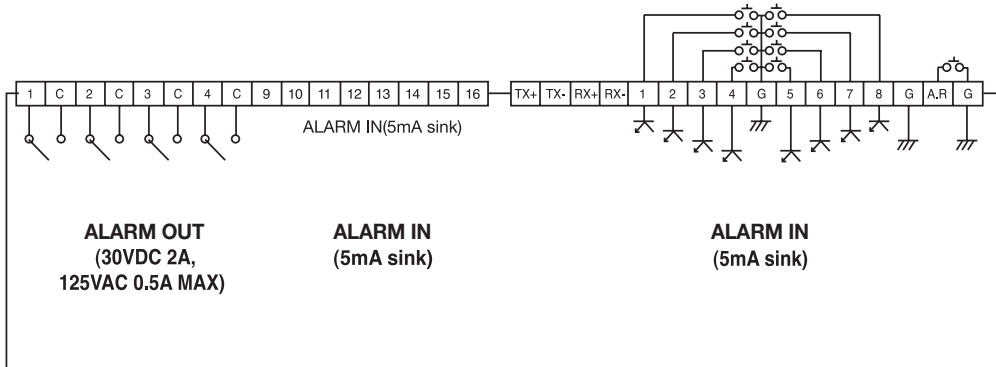 1 C 2 C 3 C 4 C 9 10 11 12 13 14 15 16 TX+ TX- RX+ RX- 1 2 3 4 G 5 6 7 8 G A.R G
ALARM IN(5mA sink)
ALARM OUT
(30VDC 2A,
125VAC 0.5A MAX)
ALARM IN
(5mA sink)
ALARM IN
(5mA sink)